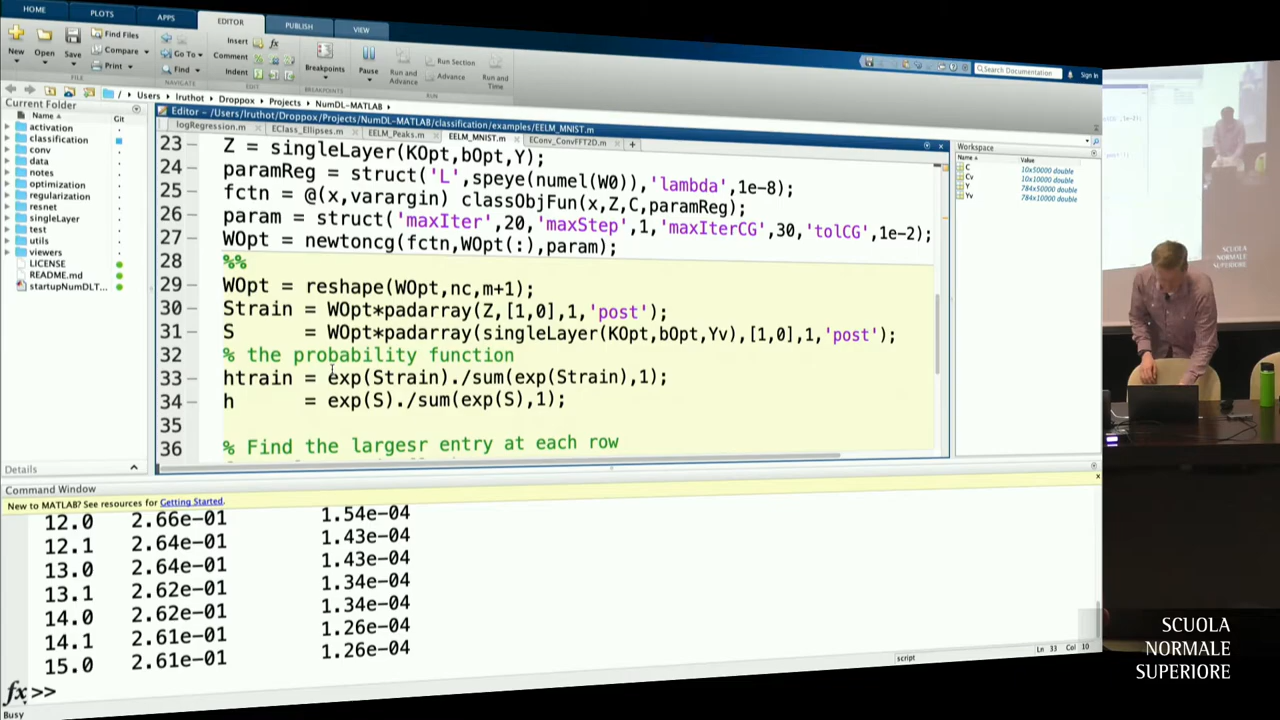 HOME PLOTS APPS EDITOR PUBLISH VIEW
New Open Save Find Files Compare Print Go To Find Insert Comment Indent fx Breakpoints Pause Run and Advance Run Section Advance Run and Time
FILE NAVIGATE EDIT BREAKPOINTS RUN
Search Documentation Sign In
/ Users lruthot Dropbox Projects NumDL-MATLAB
Current Folder
Name Git
activation
classification
conv
data
notes
optimization
regularization
resnet
singleLayer
test
utils
viewers
LICENSE
README.md
startupNumDLT...
Details
Editor - /Users/lruthot/Dropbox/Projects/NumDL-MATLAB/classification/examples/EELM_MNIST.m
logRegression.m EClass_Ellipses.m EELM_Peaks.m EELM_MNIST.m EConv_ConvFFT2D.m +
23 Z = singleLayer(KOpt,bOpt,Y);
24 paramReg = struct('L',speye(numel(W0)),'lambda',1e-8);
25 fctn = @(x,varargin) classObjFun(x,Z,C,paramReg);
26 param = struct('maxIter',20,'maxStep',1,'maxIterCG',30,'tolCG',1e-2);
27 WOpt = newtoncg(fctn,WOpt(:),param);
28 %%
29 WOpt = reshape(WOpt,nc,m+1);
30 Strain = WOpt*padarray(Z,[1,0],1,'post');
31 S = WOpt*padarray(singleLayer(KOpt,bOpt,Yv),[1,0],1,'post');
32 % the probability function
33 htrain = exp(Strain)./sum(exp(Strain),1);
34 h = exp(S)./sum(exp(S),1);
35
36 % Find the largesr entry at each row
Workspace
Name Value
C 10x50000 double
Cv 10x10000 double
Y 784x50000 double
Yv 784x10000 double
Command Window
New to MATLAB? See resources for Getting Started.
12.0 2.66e-01 1.54e-04
12.1 2.64e-01 1.43e-04
13.0 2.64e-01 1.43e-04
13.1 2.62e-01 1.34e-04
14.0 2.62e-01 1.34e-04
14.1 2.61e-01 1.26e-04
15.0 2.61e-01 1.26e-04
fx >>
Busy
script Ln 33 Col 10
SCUOLA
NORMALE
SUPERIORE
SCUOLA
NORMALE
SUPERIORE